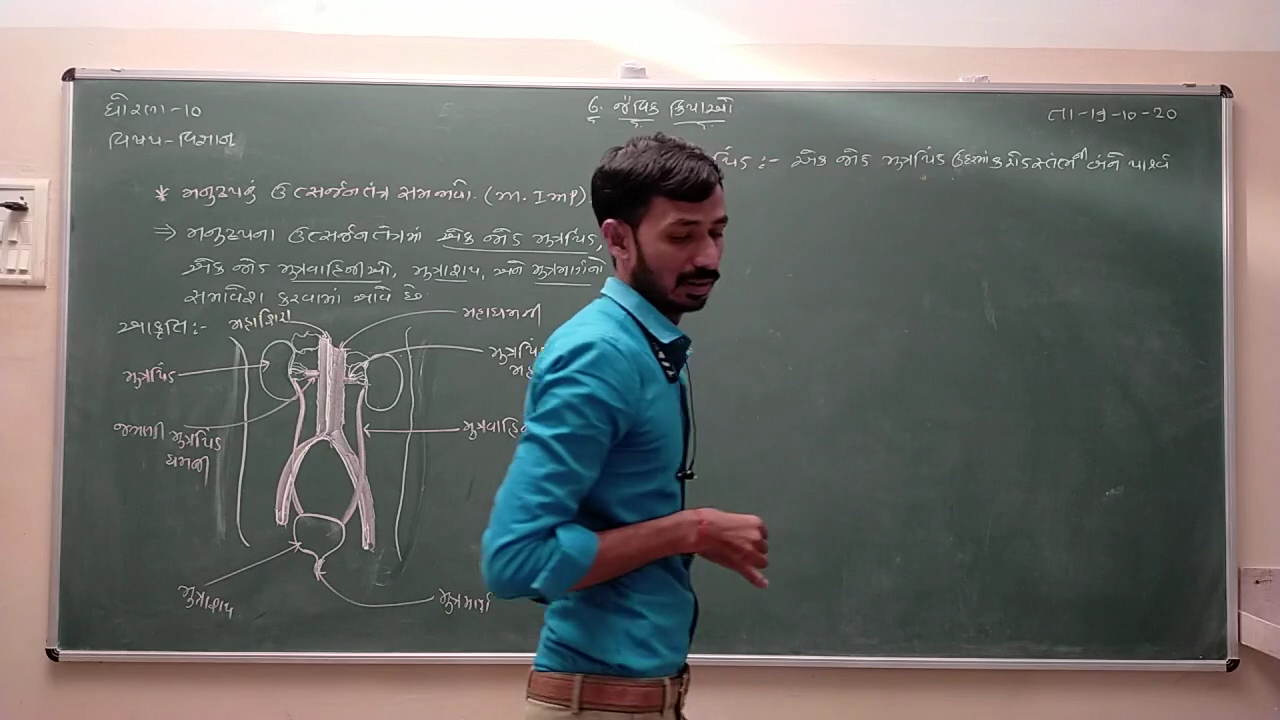 ધોરણ-10
6. જૈવિક ક્રિયાઓ
તા-19-10-20
વિષય-વિજ્ઞાન
* મનુષ્યનું ઉત્સર્જનતંત્ર સમજાવો. (m. Imp).
⇒ મનુષ્યના ઉત્સર્જનતંત્રમાં એક જોડ મુત્રપિંડ,
એક જોડ મુત્રવાહિનીઓ, મુત્રાશય, અને મુત્રમાર્ગનો
સમાવેશ કરવામાં આવે છે.
આકૃતિ:-
મહાશિરા
મહાધમની
મુત્રપિંડ
જમણી મુત્રપિંડ
ધમની
મુત્રાશય
મુત્રમાર્ગ
:- એક જોડ મુત્રપિંડ ઉદરમાં કરોડસ્તંભની બંને પાર્શ્વ